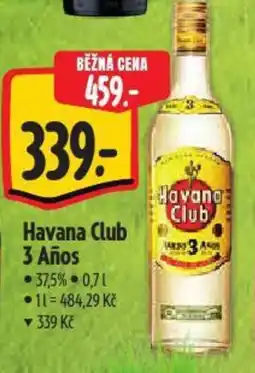 BĚŽNÁ CENA
459.-
339.-
Havana Club
3 Años
• 37,5% • 0,7 l
• 1 l = 484,29 Kč
▼ 339 Kč
3
Havana
Club
AÑEJO 3 AÑOS